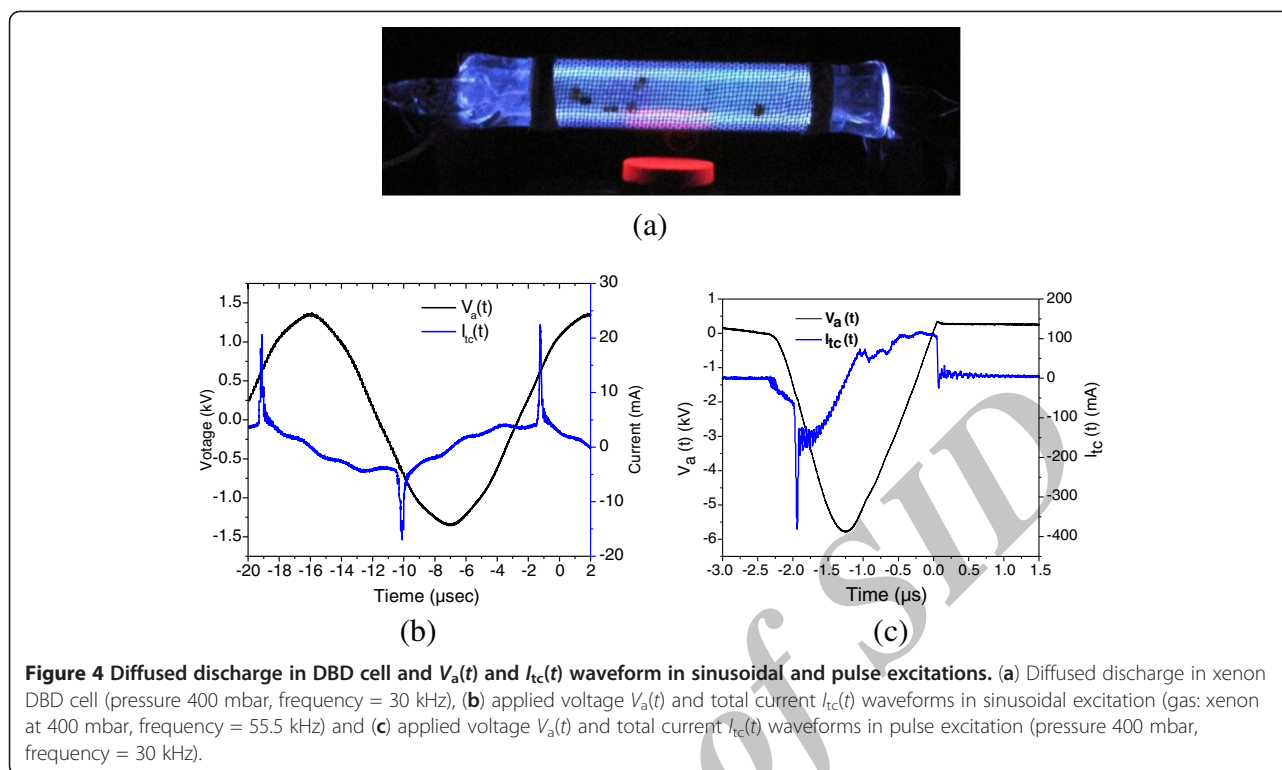 (a)
V_a(t)
I_tc(t)
Votage (kV)
1.5
1.0
0.5
0.0
-0.5
-1.0
-1.5
Current (mA)
30
20
10
0
-10
-20
-20 -18 -16 -14 -12 -10 -8 -6 -4 -2 0 2
Tieme (µsec)
(b)
V_a(t)
I_tc(t)
V_a (t) (kV)
1
0
-1
-2
-3
-4
-5
-6
I_tc (t) (mA)
200
100
0
-100
-200
-300
-400
-3.0 -2.5 -2.0 -1.5 -1.0 -0.5 0.0 0.5 1.0 1.5
Time (µs)
(c)
of SID
Figure 4 Diffused discharge in DBD cell and V_a(t) and I_tc(t) waveform in sinusoidal and pulse excitations. (a) Diffused discharge in xenon
DBD cell (pressure 400 mbar, frequency = 30 kHz), (b) applied voltage V_a(t) and total current I_tc(t) waveforms in sinusoidal excitation (gas: xenon
at 400 mbar, frequency = 55.5 kHz) and (c) applied voltage V_a(t) and total current I_tc(t) waveforms in pulse excitation (pressure 400 mbar,
frequency = 30 kHz).